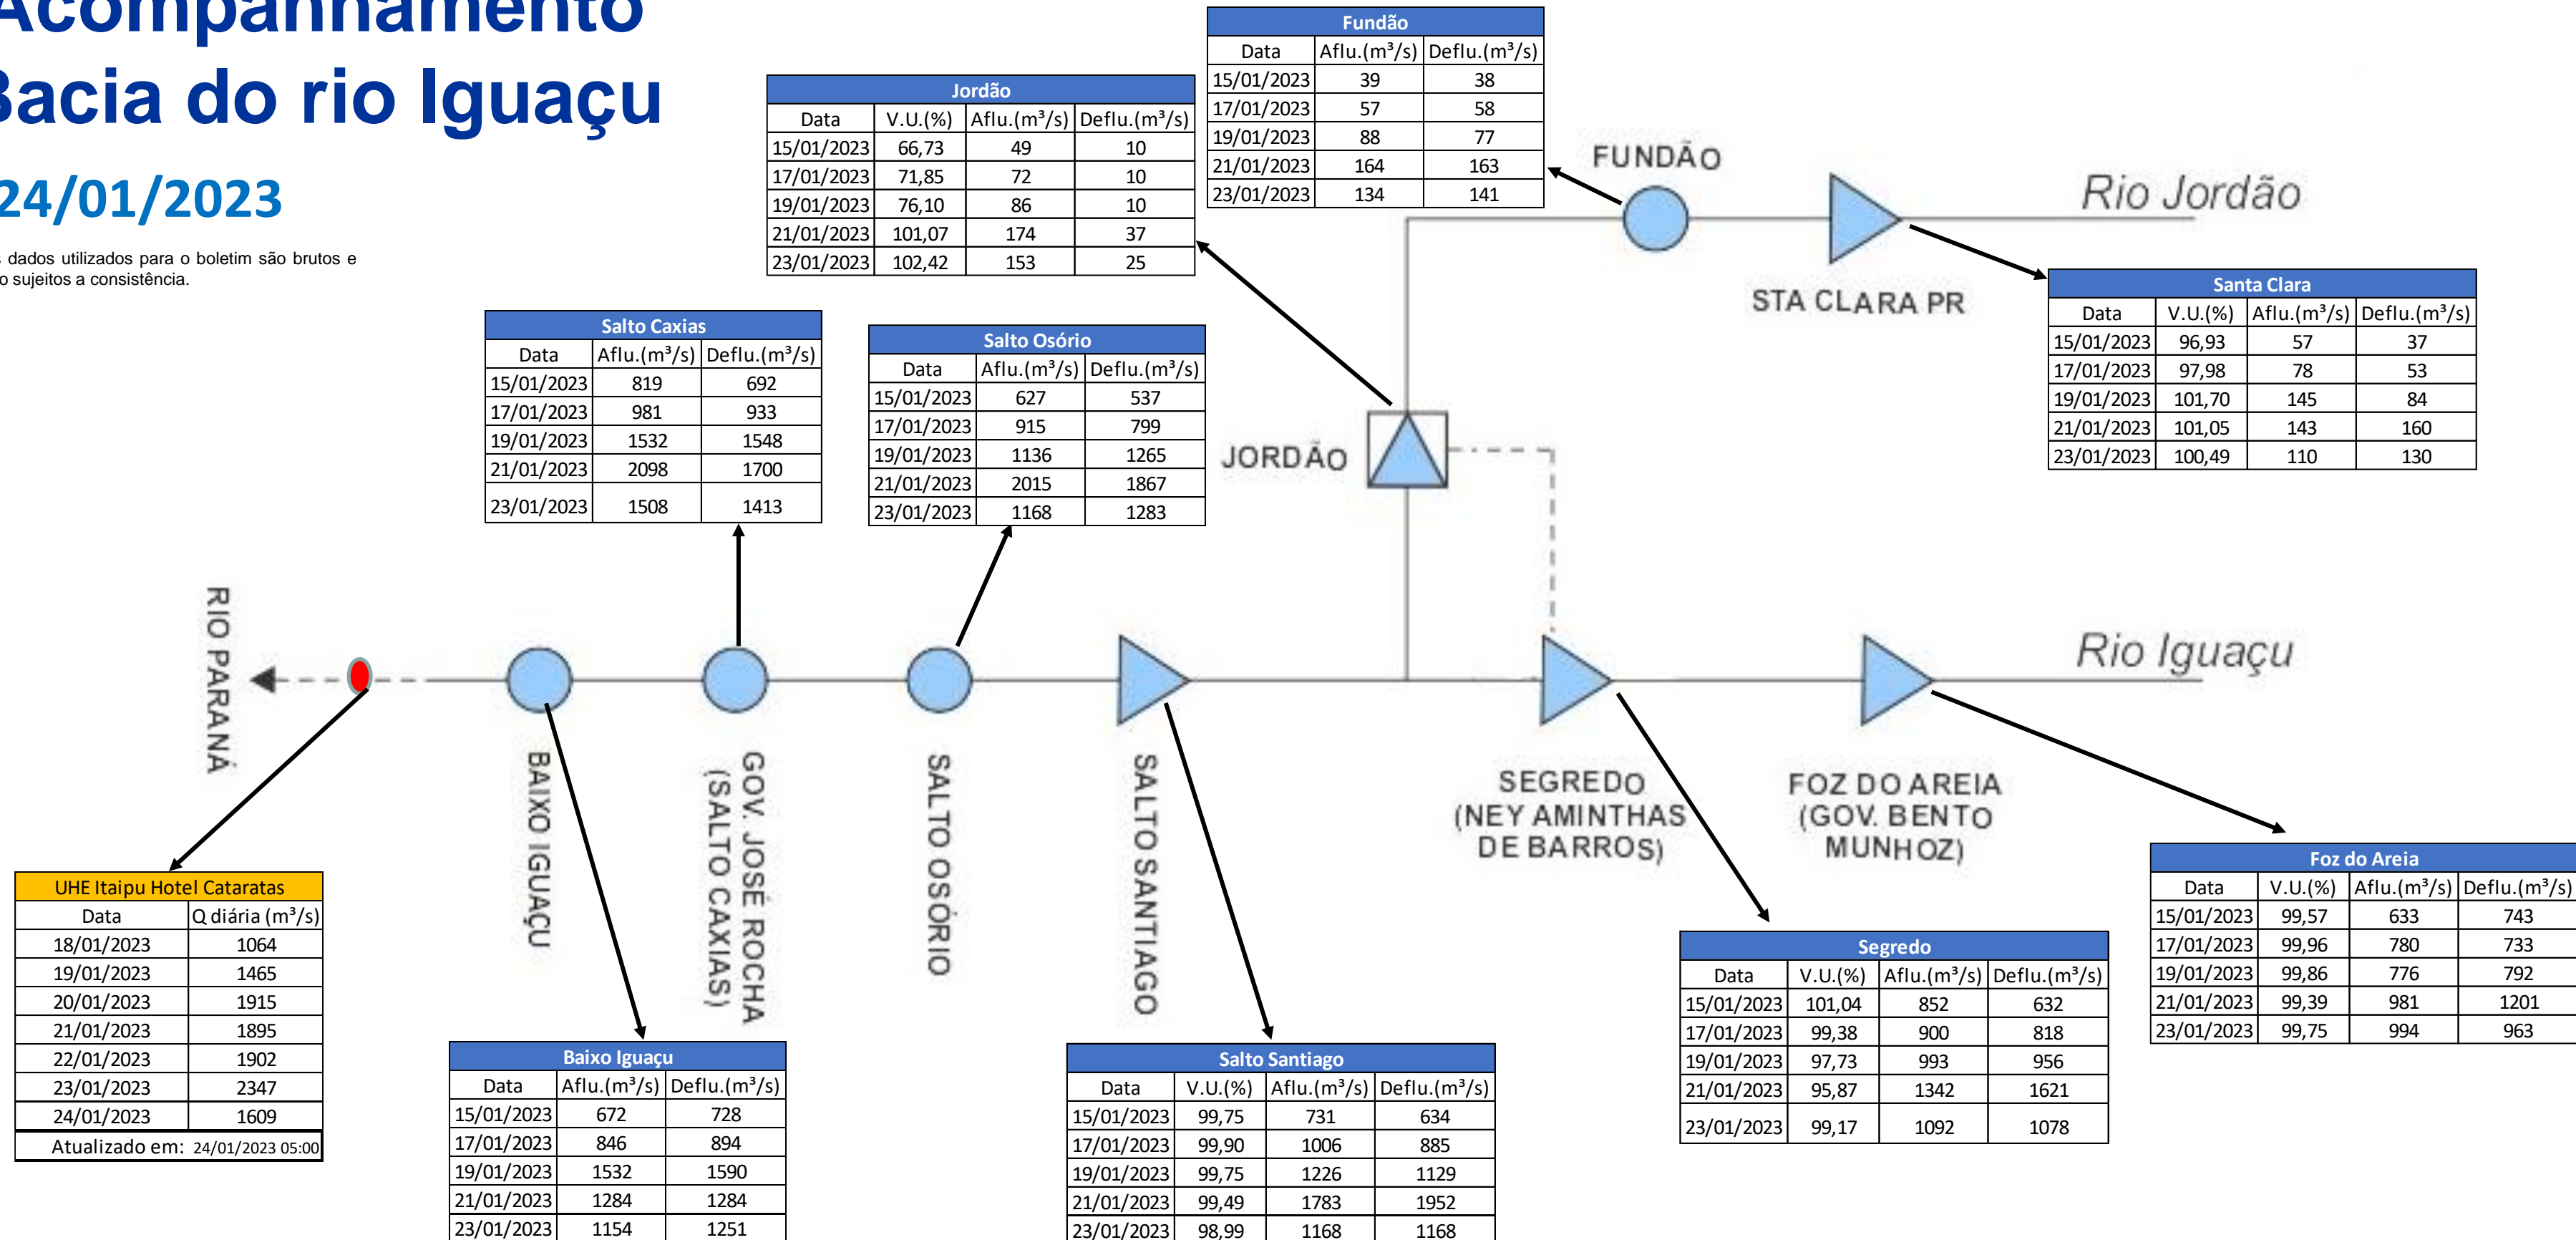 Acompanhamento
Bacia do rio Iguaçu
24/01/2023
dados utilizados para o boletim são brutos e
sujeitos a consistência.
Fundão
Data Aflu.(m³/s) Deflu.(m³/s)
15/01/2023 39 38
17/01/2023 57 58
19/01/2023 88 77
21/01/2023 164 163
23/01/2023 134 141
Jordão
Data V.U.(%) Aflu.(m³/s) Deflu.(m³/s)
15/01/2023 66,73 49 10
17/01/2023 71,85 72 10
19/01/2023 76,10 86 10
21/01/2023 101,07 174 37
23/01/2023 102,42 153 25
FUNDÃO
Rio Jordão
STA CLARA PR
Santa Clara
Data V.U.(%) Aflu.(m³/s) Deflu.(m³/s)
15/01/2023 96,93 57 37
17/01/2023 97,98 78 53
19/01/2023 101,70 145 84
21/01/2023 101,05 143 160
23/01/2023 100,49 110 130
Salto Caxias
Data Aflu.(m³/s) Deflu.(m³/s)
15/01/2023 819 692
17/01/2023 981 933
19/01/2023 1532 1548
21/01/2023 2098 1700
23/01/2023 1508 1413
Salto Osório
Data Aflu.(m³/s) Deflu.(m³/s)
15/01/2023 627 537
17/01/2023 915 799
19/01/2023 1136 1265
21/01/2023 2015 1867
23/01/2023 1168 1283
JORDÃO
RIO PARANÁ
Rio Iguaçu
BAIXO IGUAÇU
GOV. JOSÉ ROCHA
(SALTO CAXIAS)
SALTO OSÓRIO
SALTO SANTIAGO
SEGREDO
(NEY AMINTHAS
DE BARROS)
FOZ DO AREIA
(GOV. BENTO
MUNHOZ)
UHE Itaipu Hotel Cataratas
Data Q diária (m³/s)
18/01/2023 1064
19/01/2023 1465
20/01/2023 1915
21/01/2023 1895
22/01/2023 1902
23/01/2023 2347
24/01/2023 1609
Atualizado em: 24/01/2023 05:00
Baixo Iguaçu
Data Aflu.(m³/s) Deflu.(m³/s)
15/01/2023 672 728
17/01/2023 846 894
19/01/2023 1532 1590
21/01/2023 1284 1284
23/01/2023 1154 1251
Salto Santiago
Data V.U.(%) Aflu.(m³/s) Deflu.(m³/s)
15/01/2023 99,75 731 634
17/01/2023 99,90 1006 885
19/01/2023 99,75 1226 1129
21/01/2023 99,49 1783 1952
23/01/2023 98,99 1168 1168
Segredo
Data V.U.(%) Aflu.(m³/s) Deflu.(m³/s)
15/01/2023 101,04 852 632
17/01/2023 99,38 900 818
19/01/2023 97,73 993 956
21/01/2023 95,87 1342 1621
23/01/2023 99,17 1092 1078
Foz do Areia
Data V.U.(%) Aflu.(m³/s) Deflu.(m³/s)
15/01/2023 99,57 633 743
17/01/2023 99,96 780 733
19/01/2023 99,86 776 792
21/01/2023 99,39 981 1201
23/01/2023 99,75 994 963